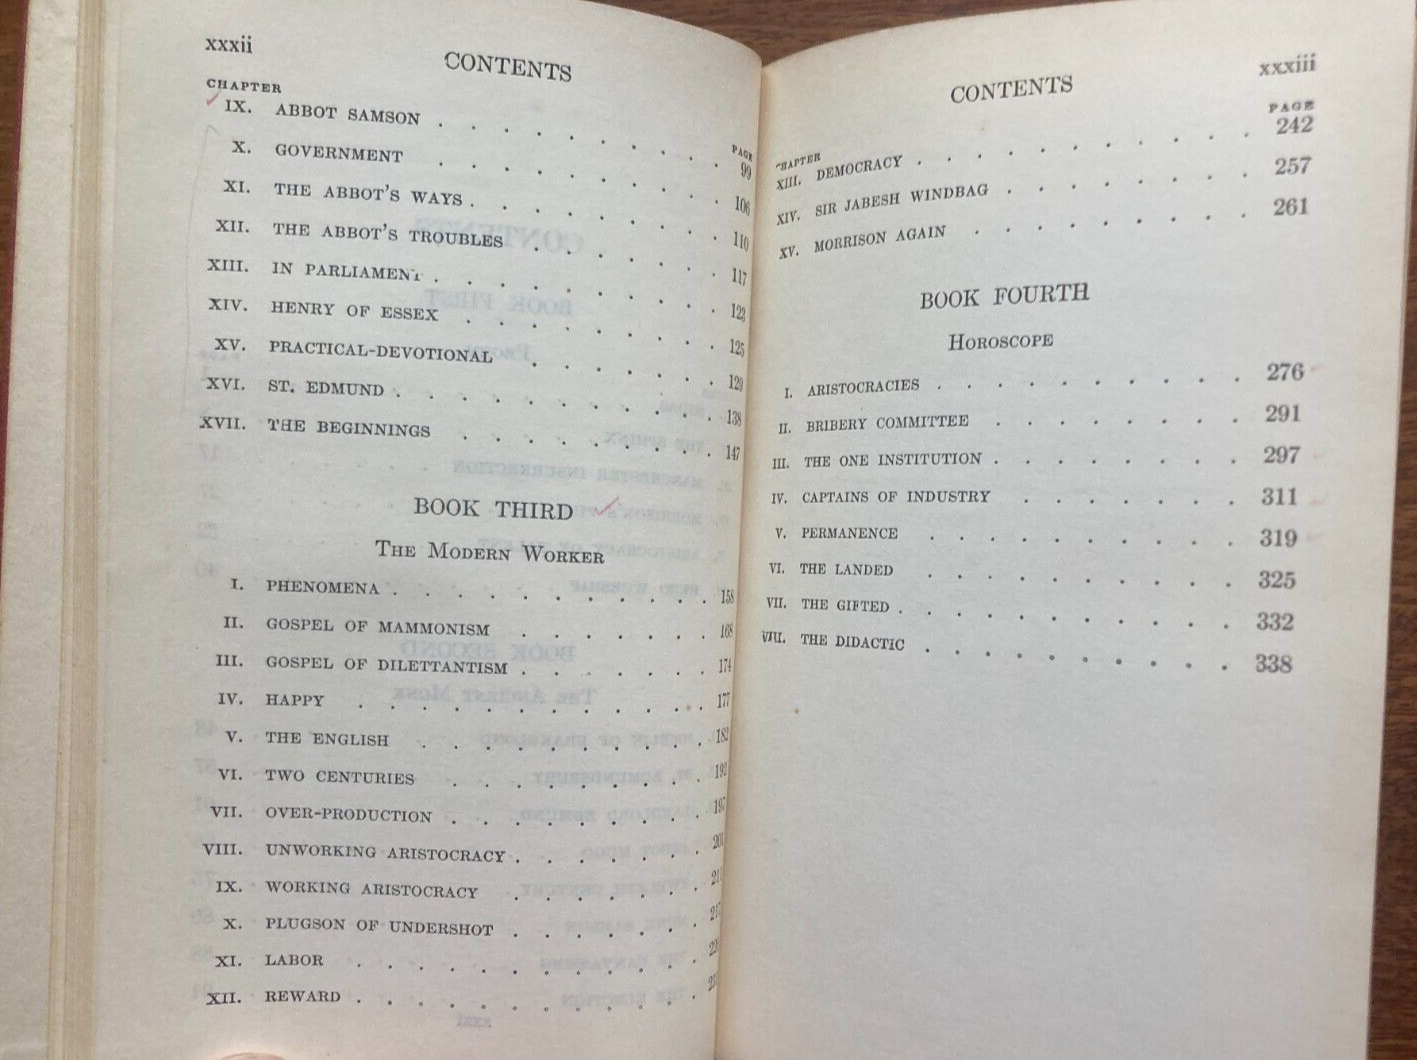 xxxii
CONTENTS
CHAPTER
PAGE
IX. ABBOT SAMSON . . . . . . . . 99
X. GOVERNMENT . . . . . . . . . 106
XI. THE ABBOT'S WAYS . . . . . . . . 110
XII. THE ABBOT'S TROUBLES . . . . . . . 117
XIII. IN PARLIAMENT . . . . . . . . . 123
XIV. HENRY OF ESSEX . . . . . . . . 125
XV. PRACTICAL-DEVOTIONAL . . . . . . 129
XVI. ST. EDMUND . . . . . . . . . . 138
XVII. THE BEGINNINGS . . . . . . . . 147
BOOK THIRD
THE MODERN WORKER
I. PHENOMENA . . . . . . . . . . 158
II. GOSPEL OF MAMMONISM . . . . . . 168
III. GOSPEL OF DILETTANTISM . . . . . . 174
IV. HAPPY . . . . . . . . . . . 177
V. THE ENGLISH . . . . . . . . . 182
VI. TWO CENTURIES . . . . . . . . 192
VII. OVER-PRODUCTION . . . . . . . . 197
VIII. UNWORKING ARISTOCRACY . . . . . .
IX. WORKING ARISTOCRACY . . . . . .
X. PLUGSON OF UNDERSHOT . . . . . .
XI. LABOR . . . . . . . . . . .
XII. REWARD . . . . . . . . . . .
CONTENTS
xxxiii
CHAPTER
PAGE
XIII. DEMOCRACY . . . . . . . . . . . 242
XIV. SIR JABESH WINDBAG . . . . . . . . 257
XV. MORRISON AGAIN . . . . . . . . . 261
BOOK FOURTH
HOROSCOPE
I. ARISTOCRACIES . . . . . . . . . . 276
II. BRIBERY COMMITTEE . . . . . . . . 291
III. THE ONE INSTITUTION . . . . . . . . 297
IV. CAPTAINS OF INDUSTRY . . . . . . . 311
V. PERMANENCE . . . . . . . . . . 319
VI. THE LANDED . . . . . . . . . . 325
VII. THE GIFTED . . . . . . . . . . . 332
VIII. THE DIDACTIC . . . . . . . . . . 338